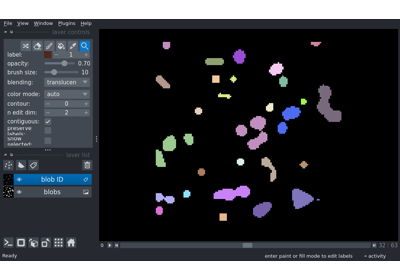 File View Window Plugins Help
layer controls
label: 1
opacity: 0.70
brush size: 10
blending: translucen
color mode: auto
contour: 0
n edit dim: 2
contiguous:
preserve labels:
show selected:
layer list
blob ID
blobs
0 32 63
Ready enter paint or fill mode to edit labels activity